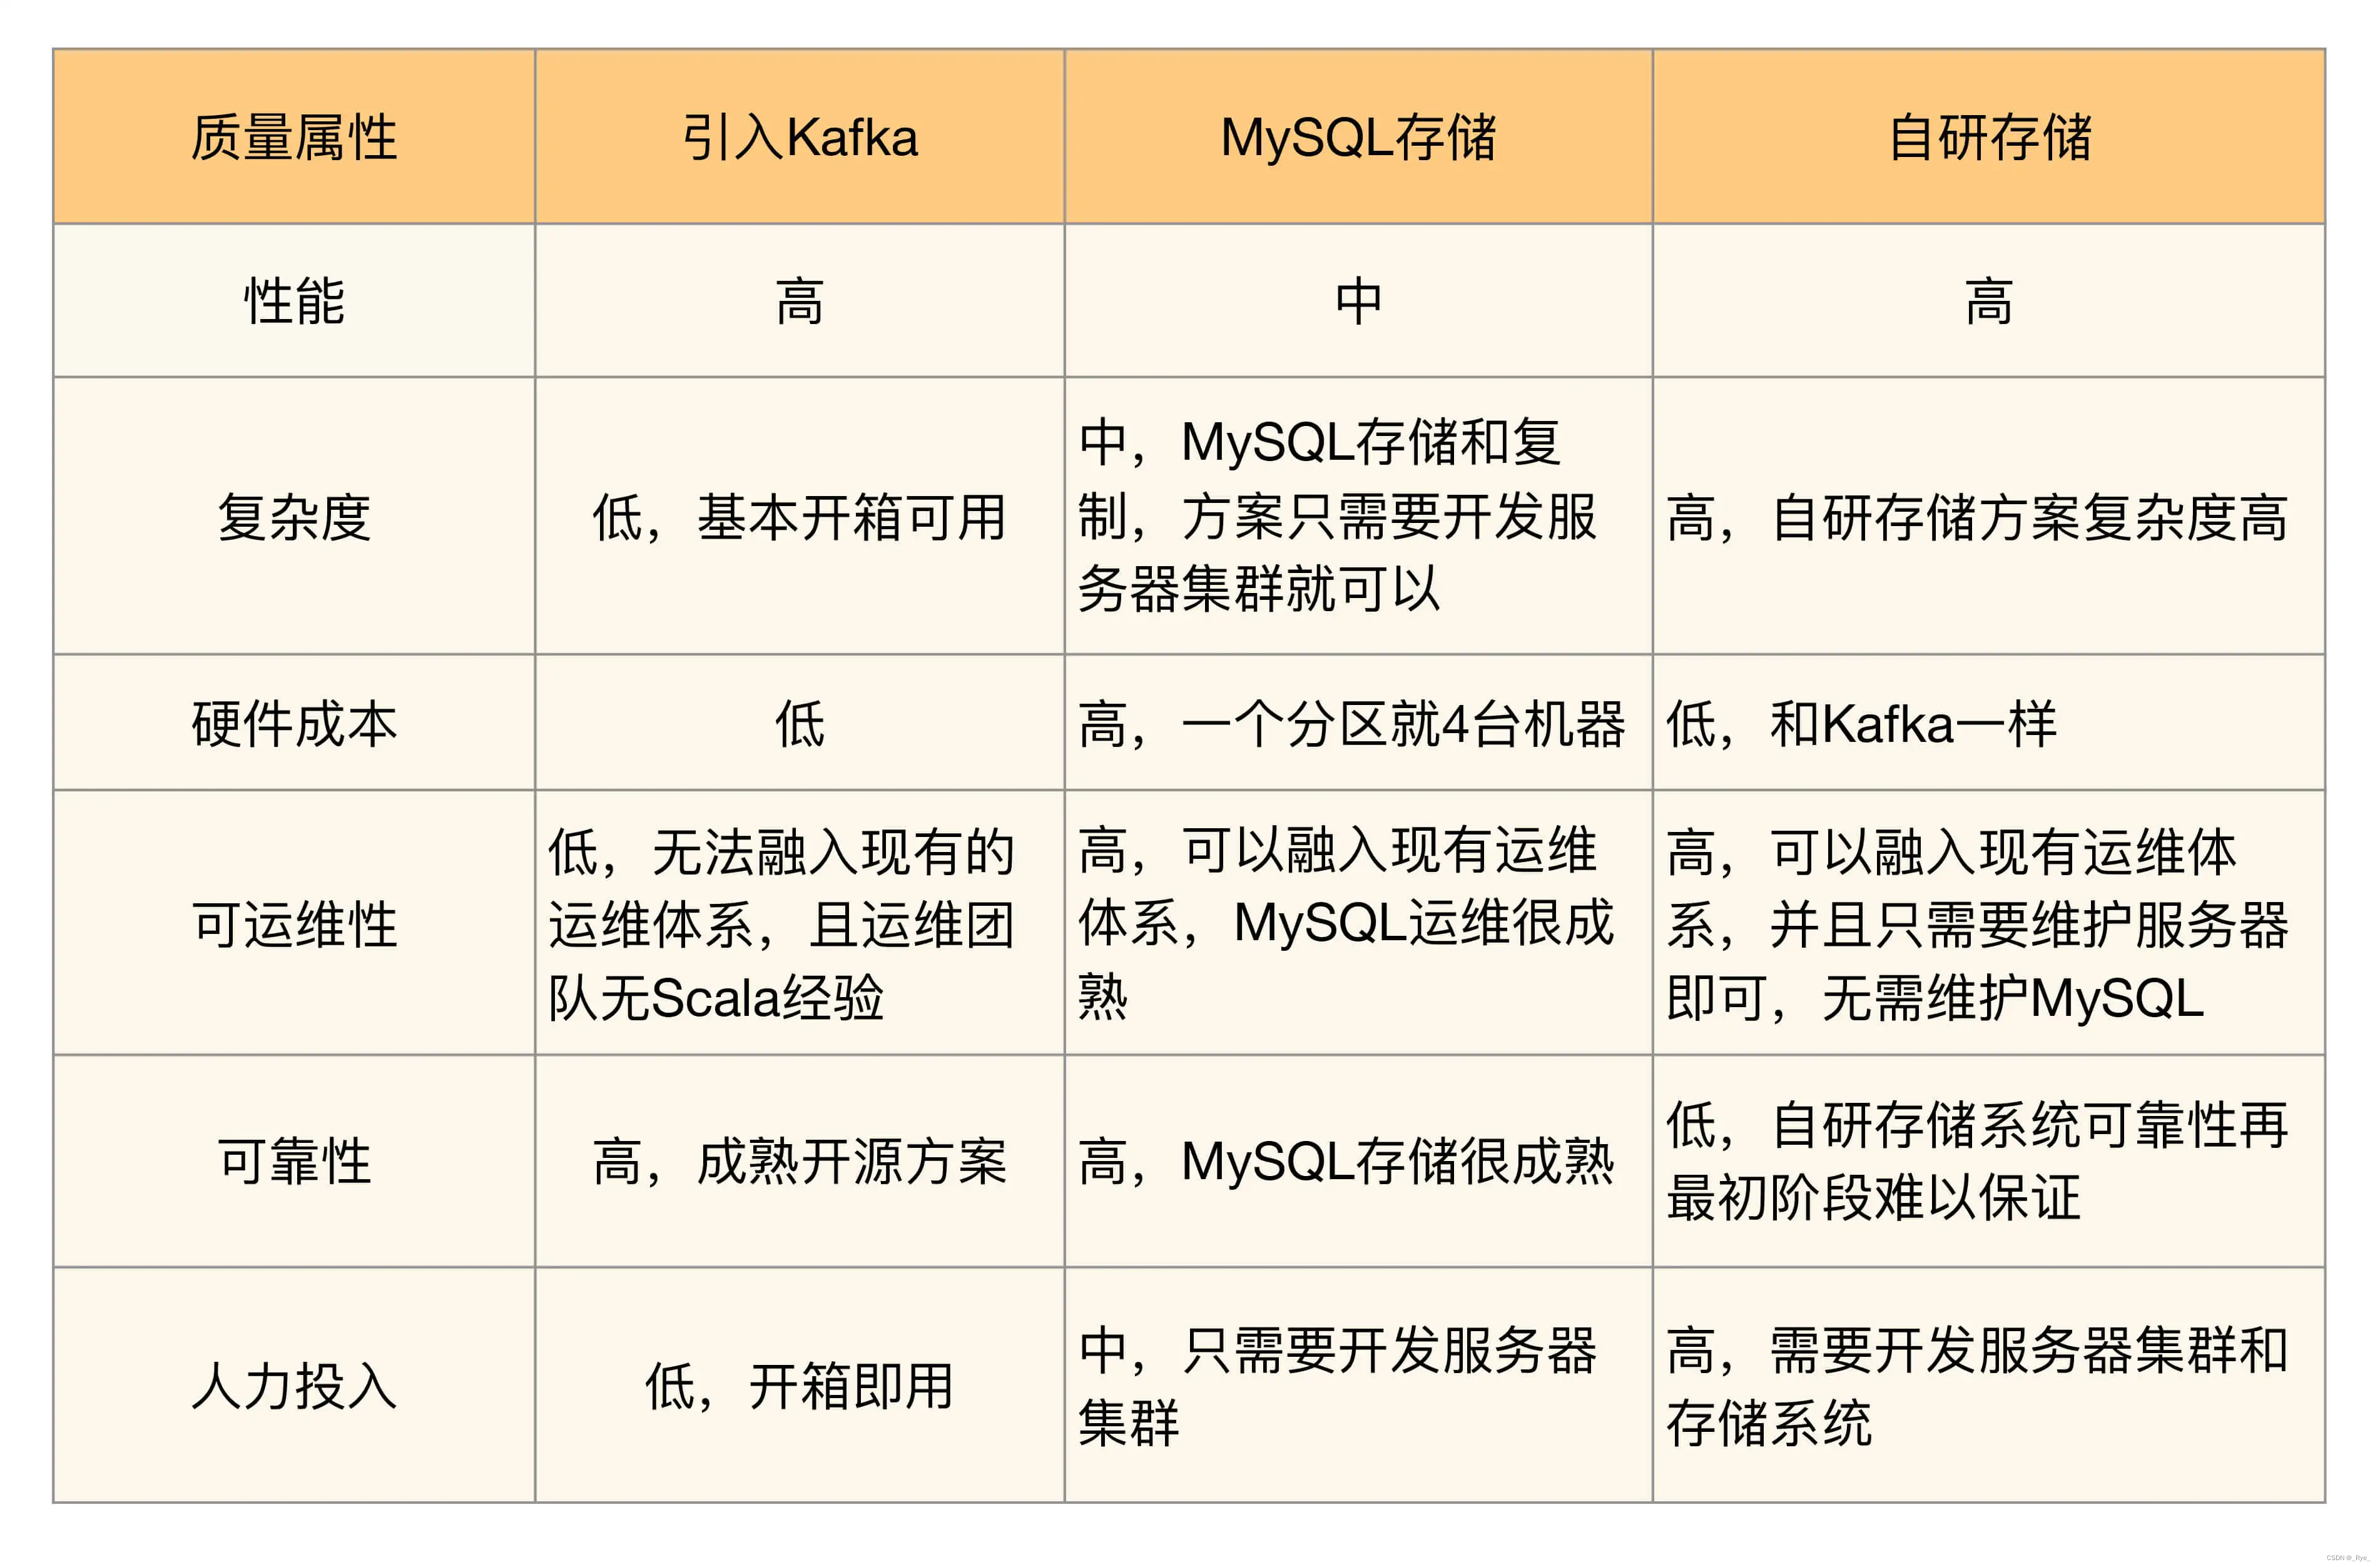 质量属性
引入Kafka
MySQL存储
自研存储
性能
高
中
高
复杂度
低，基本开箱可用
中，MySQL存储和复
制，方案只需要开发服
务器集群就可以
高，自研存储方案复杂度高
硬件成本
低
高，一个分区就4台机器
低，和Kafka一样
可运维性
低，无法融入现有的
运维体系，且运维团
队无Scala经验
高，可以融入现有运维
体系，MySQL运维很成
熟
高，可以融入现有运维体
系，并且只需要维护服务器
即可，无需维护MySQL
可靠性
高，成熟开源方案
高，MySQL存储很成熟
低，自研存储系统可靠性再
最初阶段难以保证
人力投入
低，开箱即用
中，只需要开发服务器
集群
高，需要开发服务器集群和
存储系统
CSDN @_Rye_